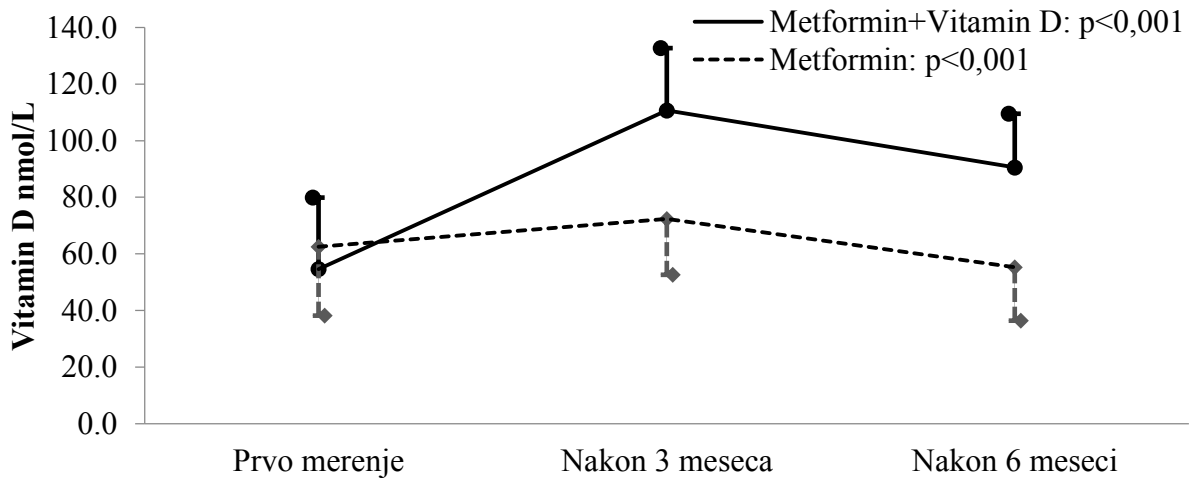 Metformin+Vitamin D: p<0,001
Metformin: p<0,001
Vitamin D nmol/L
140.0
120.0
100.0
80.0
60.0
40.0
20.0
0.0
Prvo merenje
Nakon 3 meseca
Nakon 6 meseci